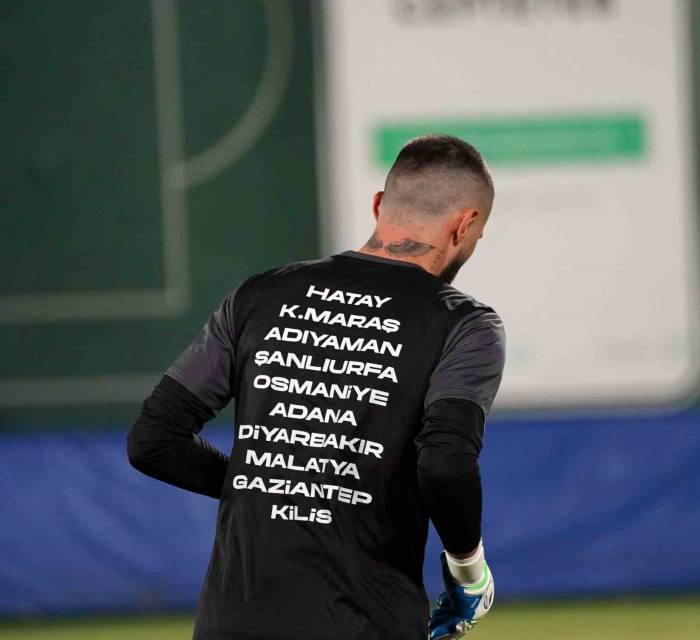 HATAY
K.MARAŞ
ADIYAMAN
ŞANLIURFA
OSMANiYE
ADANA
DiYARBAKIR
MALATYA
GAZiANTEP
KiLiS